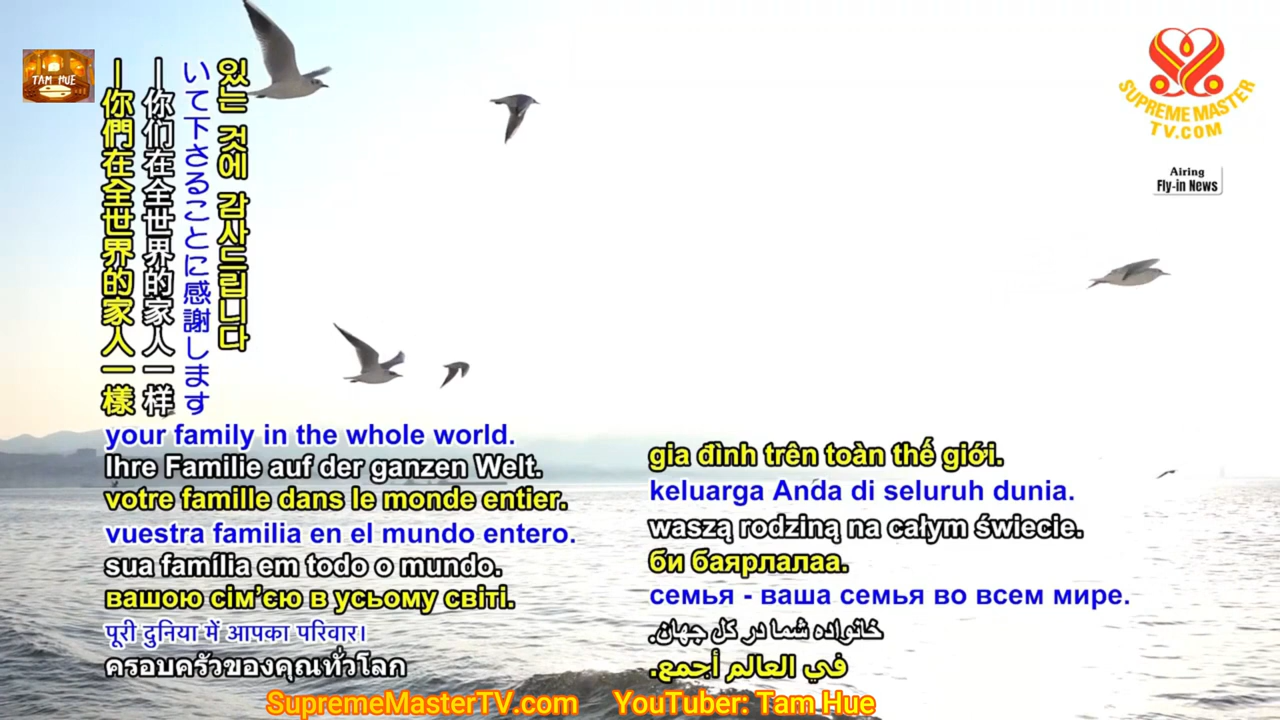 TAM HUE
SUPREME MASTER
TV.COM
Airing
Fly-in News
있는 것에 감사드립니다
いて下さることに感謝します
—你们在全世界的家人一样
—你們在全世界的家人一樣
your family in the whole world.
Ihre Familie auf der ganzen Welt.
votre famille dans le monde entier.
vuestra familia en el mundo entero.
sua família em todo o mundo.
вашою сім’єю в усьому світі.
पूरी दुनिया में आपका परिवार।
ครอบครัวของคุณทั่วโลก
gia đình trên toàn thế giới.
keluarga Anda di seluruh dunia.
waszą rodziną na całym świecie.
би баярлалаа.
семья - ваша семья во всем мире.
خانواده شما در کل جهان.
في العالم أجمع.
SupremeMasterTV.com YouTuber: Tam Hue